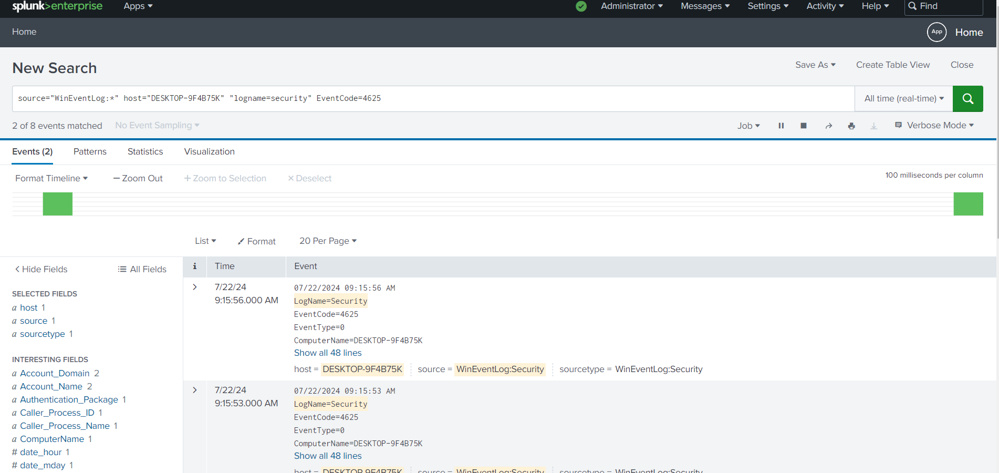 splunk>enterprise Apps Administrator Messages Settings Activity Help Find
Home App Home
New Search Save As Create Table View Close
source="WinEventLog:*" host="DESKTOP-9F4B75K" "logname=security" EventCode=4625 All time (real-time)
2 of 8 events matched No Event Sampling Job Verbose Mode
Events (2) Patterns Statistics Visualization
Format Timeline — Zoom Out + Zoom to Selection × Deselect 100 milliseconds per column
List Format 20 Per Page
< Hide Fields All Fields
SELECTED FIELDS
a host 1
a source 1
a sourcetype 1
INTERESTING FIELDS
a Account_Domain 2
a Account_Name 2
a Authentication_Package 1
a Caller_Process_ID 1
a Caller_Process_Name 1
a ComputerName 1
# date_hour 1
# date_mday 1
i Time Event
> 7/22/24
9:15:56.000 AM
07/22/2024 09:15:56 AM
LogName=Security
EventCode=4625
EventType=0
ComputerName=DESKTOP-9F4B75K
Show all 48 lines
host = DESKTOP-9F4B75K source = WinEventLog:Security sourcetype = WinEventLog:Security
> 7/22/24
9:15:53.000 AM
07/22/2024 09:15:53 AM
LogName=Security
EventCode=4625
EventType=0
ComputerName=DESKTOP-9F4B75K
Show all 48 lines
host = DESKTOP-9F4B75K source = WinEventLog:Security sourcetype = WinEventLog:Security